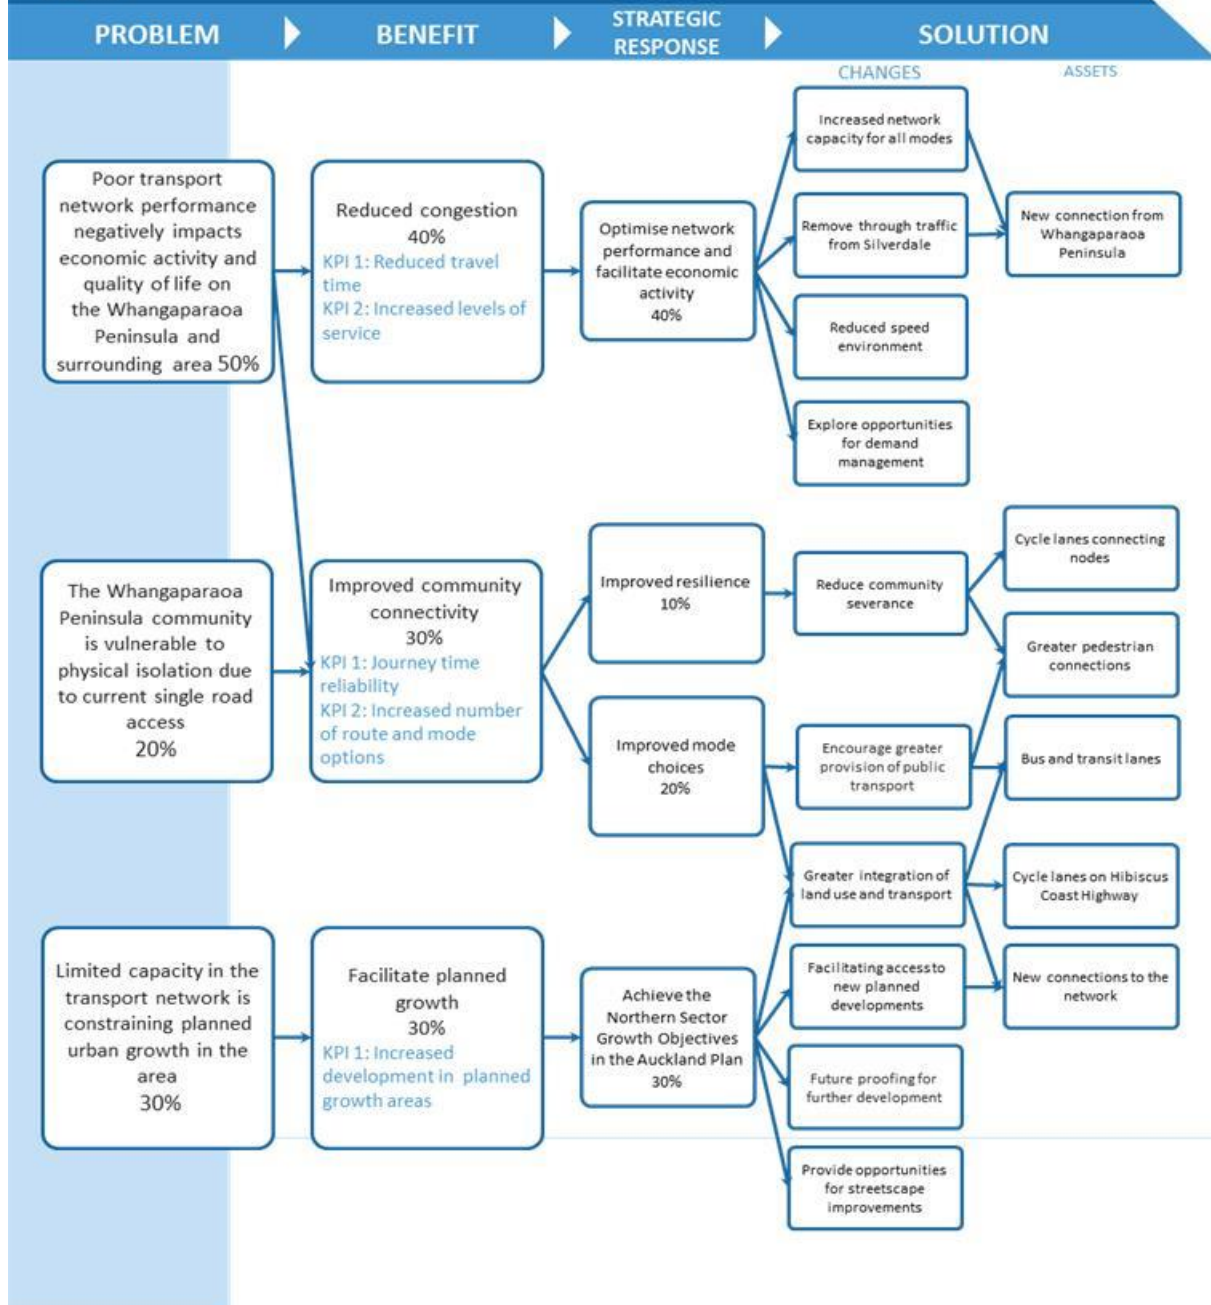 PROBLEM
BENEFIT
STRATEGIC
RESPONSE
SOLUTION
CHANGES
ASSETS
Poor transport
network performance
negatively impacts
economic activity and
quality of life on
the Whangaparaoa
Peninsula and
surrounding area 50%
Reduced congestion
40%
KPI 1: Reduced travel
time
KPI 2: Increased levels of
service
Optimise network
performance and
facilitate economic
activity
40%
Increased network
capacity for all modes
Remove through traffic
from Silverdale
Reduced speed
environment
Explore opportunities
for demand
management
New connection from
Whangaparaoa
Peninsula
The Whangaparaoa
Peninsula community
is vulnerable to
physical isolation due
to current single road
access
20%
Improved community
connectivity
30%
KPI 1: Journey time
reliability
KPI 2: Increased number
of route and mode
options
Improved resilience
10%
Improved mode
choices
20%
Reduce community
severance
Encourage greater
provision of public
transport
Greater integration of
land use and transport
Cycle lanes connecting
nodes
Greater pedestrian
connections
Bus and transit lanes
Cycle lanes on Hibiscus
Coast Highway
Limited capacity in the
transport network is
constraining planned
urban growth in the
area
30%
Facilitate planned
growth
30%
KPI 1: Increased
development in planned
growth areas
Achieve the
Northern Sector
Growth Objectives
in the Auckland Plan
30%
Facilitating access to
new planned
developments
Future proofing for
further development
Provide opportunities
for streetscape
improvements
New connections to the
network